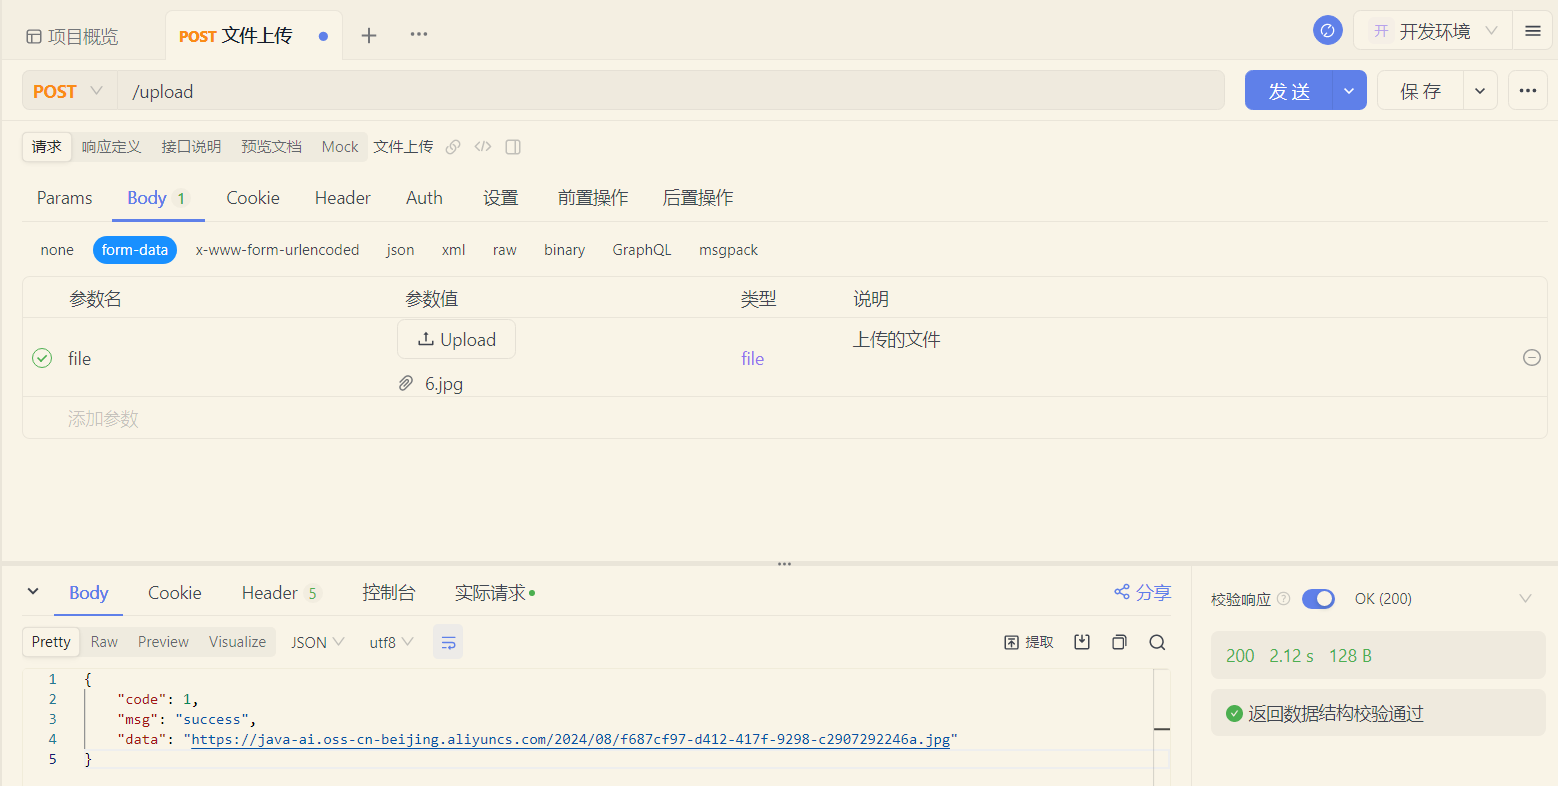 项目概览 POST 文件上传 开 开发环境
POST /upload 发 送 保 存
请求 响应定义 接口说明 预览文档 Mock 文件上传
Params Body 1 Cookie Header Auth 设置 前置操作 后置操作
none form-data x-www-form-urlencoded json xml raw binary GraphQL msgpack
参数名 参数值 类型 说明
file Upload file 上传的文件
6.jpg
添加参数
Body Cookie Header 5 控制台 实际请求 分享
Pretty Raw Preview Visualize JSON utf8 提取
1 {
2 "code": 1,
3 "msg": "success",
4 "data": "https://java-ai.oss-cn-beijing.aliyuncs.com/2024/08/f687cf97-d412-417f-9298-c2907292246a.jpg"
5 }
校验响应 OK (200)
200 2.12 s 128 B
返回数据结构校验通过